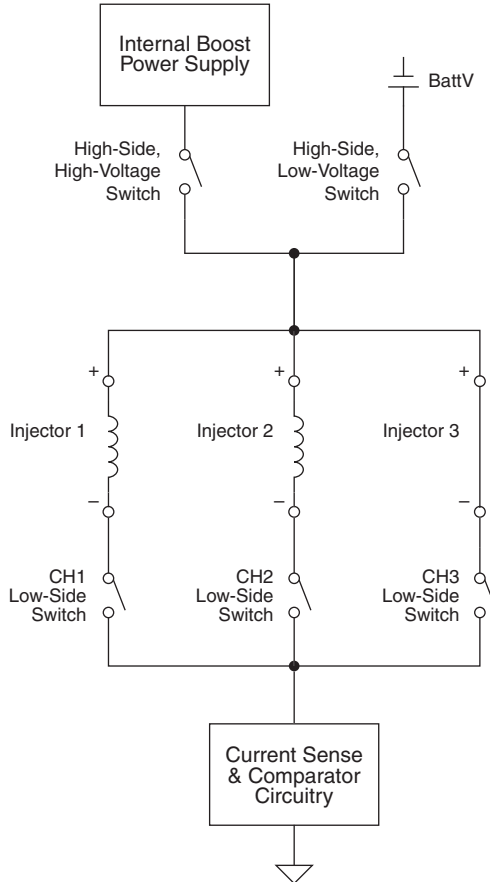 Internal Boost
Power Supply
BattV
High-Side,
High-Voltage
Switch
High-Side,
Low-Voltage
Switch
+
+
+
Injector 1
Injector 2
Injector 3
–
–
–
CH1
Low-Side
Switch
CH2
Low-Side
Switch
CH3
Low-Side
Switch
Current Sense
& Comparator
Circuitry